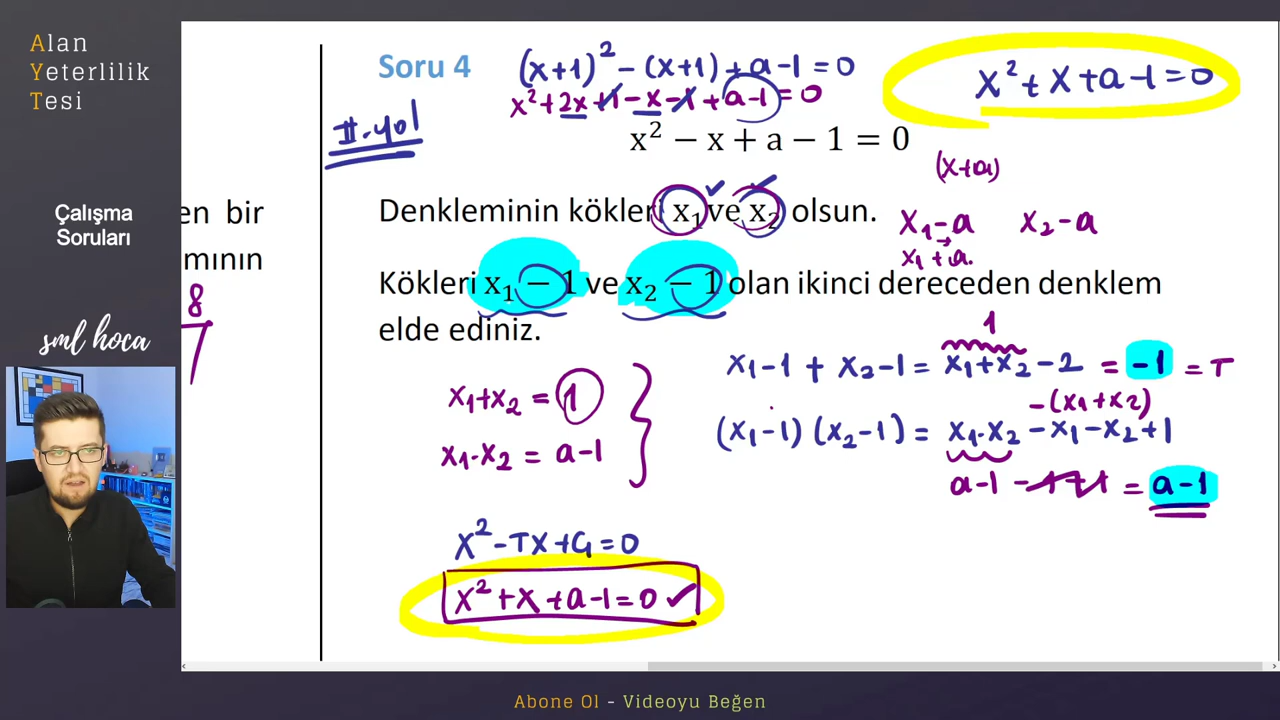 Alan
Yeterlilik
Tesi
Çalışma
Soruları
sml hoca
en bir
mının
8
7
Soru 4
(x+1)² - (x+1) + a - 1 = 0
x² + 2x + 1 - x - 1 + a - 1 = 0
x² + x + a - 1 = 0
II. yol
x² − x + a − 1 = 0
(x+a)
Denkleminin kökleri x₁ ve x₂ olsun.
x₁ - a x₂ - a
x₁ + a
Kökleri x₁ − 1 ve x₂ − 1 olan ikinci dereceden denklem
elde ediniz.
1
x₁ - 1 + x₂ - 1 = x₁ + x₂ - 2 = -1 = T
x₁ + x₂ = 1
-(x₁ + x₂)
(x₁ - 1) (x₂ - 1) = x₁ . x₂ - x₁ - x₂ + 1
x₁ . x₂ = a - 1
a - 1 - 1 + 1 = a - 1
x² - Tx + Ç = 0
x² + x + a - 1 = 0 ✓
Abone Ol - Videoyu Beğen